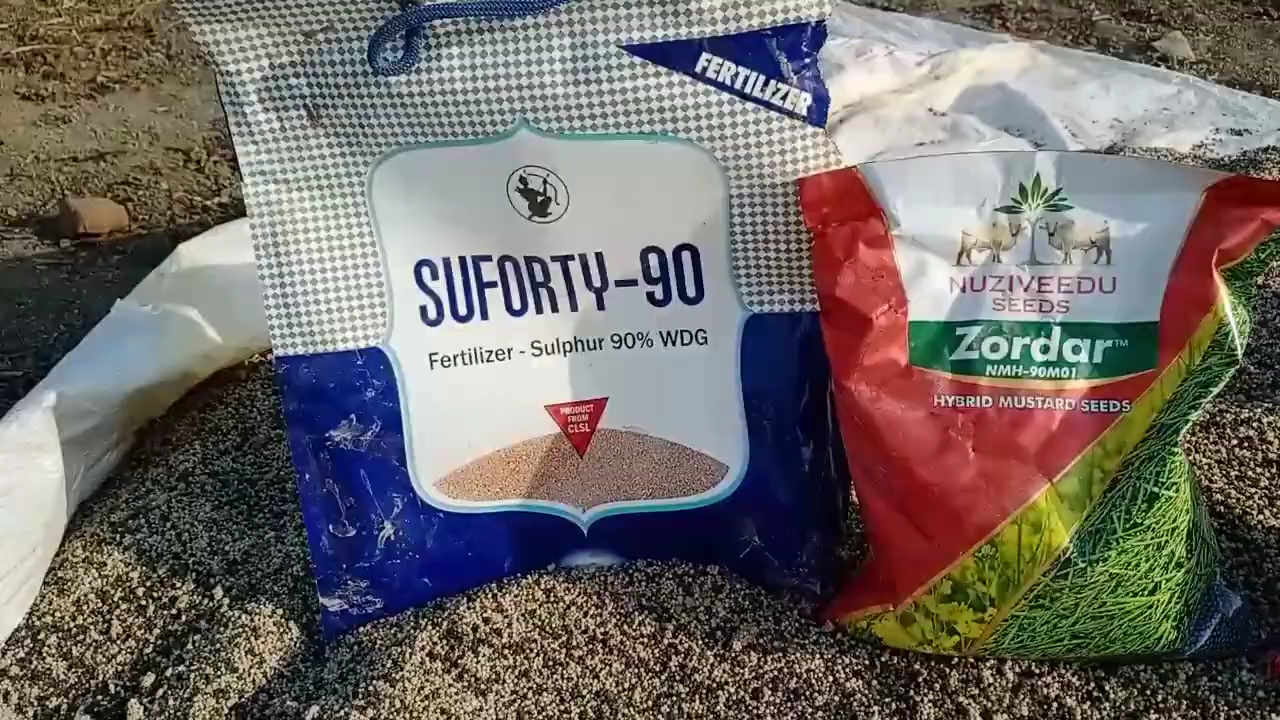 FERTILIZER
SUFORTY-90
Fertilizer - Sulphur 90% WDG
PRODUCT
FROM
CLSL
NUZIVEEDU
SEEDS
Zordar™
NMH-90M01
HYBRID MUSTARD SEEDS